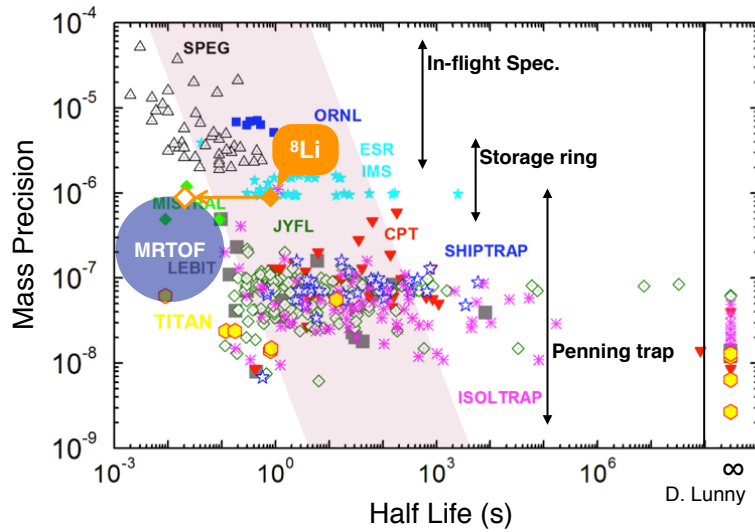 10⁻⁴
10⁻⁵
10⁻⁶
10⁻⁷
10⁻⁸
10⁻⁹
Mass Precision
SPEG
In-flight Spec.
ORNL
⁸Li
ESR
IMS
Storage ring
MISTRAL
JYFL
CPT
MRTOF
SHIPTRAP
LEBIT
TITAN
Penning trap
ISOLTRAP
10⁻³
10⁰
10³
10⁶
∞
D. Lunny
Half Life (s)